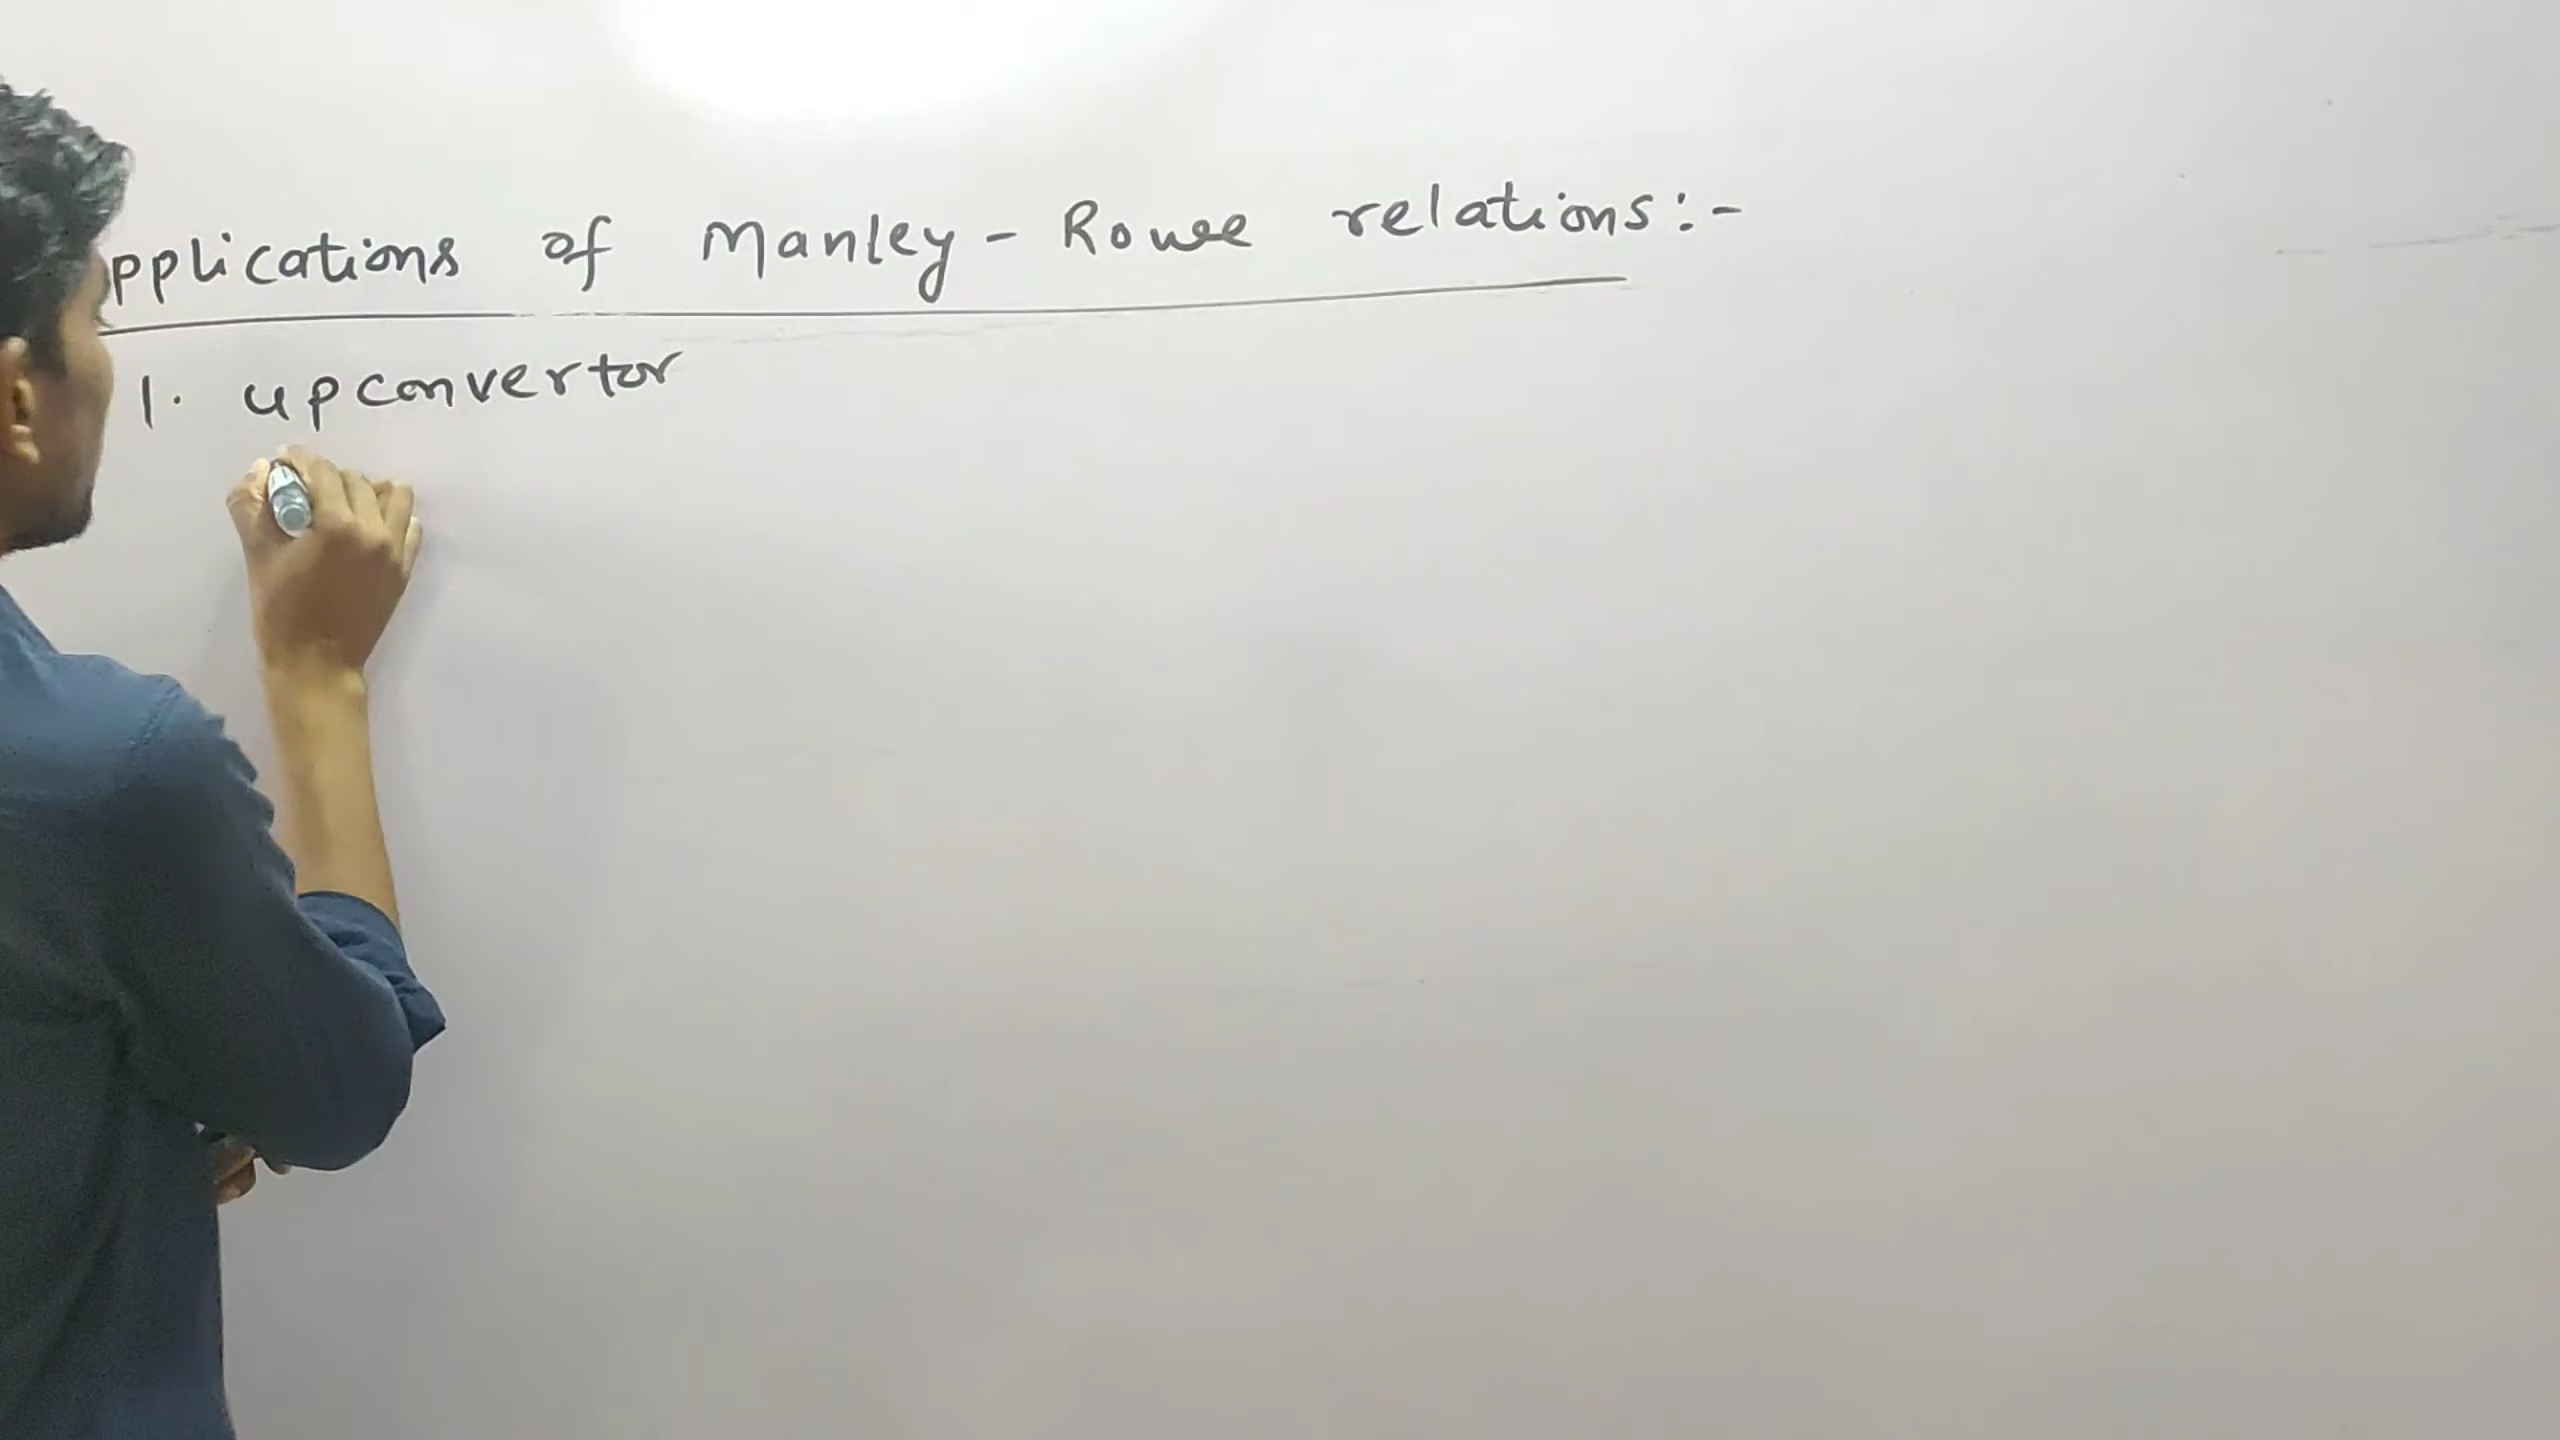 pplications of Manley - Rowe relations:-
1. upconvertor